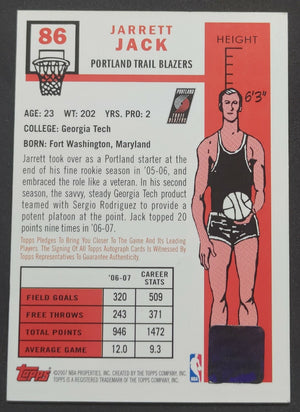 86
JARRETT
JACK
PORTLAND TRAIL BLAZERS
HEIGHT
6'3"
AGE: 23 WT: 202 YRS. PRO: 2
COLLEGE: Georgia Tech
BORN: Fort Washington, Maryland
Jarrett took over as a Portland starter at the
end of his fine rookie season in '05-06,
and embraced the role like a veteran. In his
second season, the savvy, steady Georgia Tech product
teamed with Sergio Rodriguez to provide a
potent platoon at the point. Jack topped 20
points nine times in '06-07.
Topps Pledges To Bring You Closer To The Game And Its Leading
Players. The Signing Of All Topps Autograph Cards Is Witnessed By
Topps Representatives To Guarantee Authenticity.
'06-07 CAREER STATS
FIELD GOALS 320 509
FREE THROWS 243 371
TOTAL POINTS 946 1472
AVERAGE GAME 12.0 9.3
Topps
©2007 NBA PROPERTIES, INC. TOPPS CREATED BY THE TOPPS COMPANY, INC.
TOPPS IS A REGISTERED TRADEMARK OF THE TOPPS COMPANY, INC.
NBA